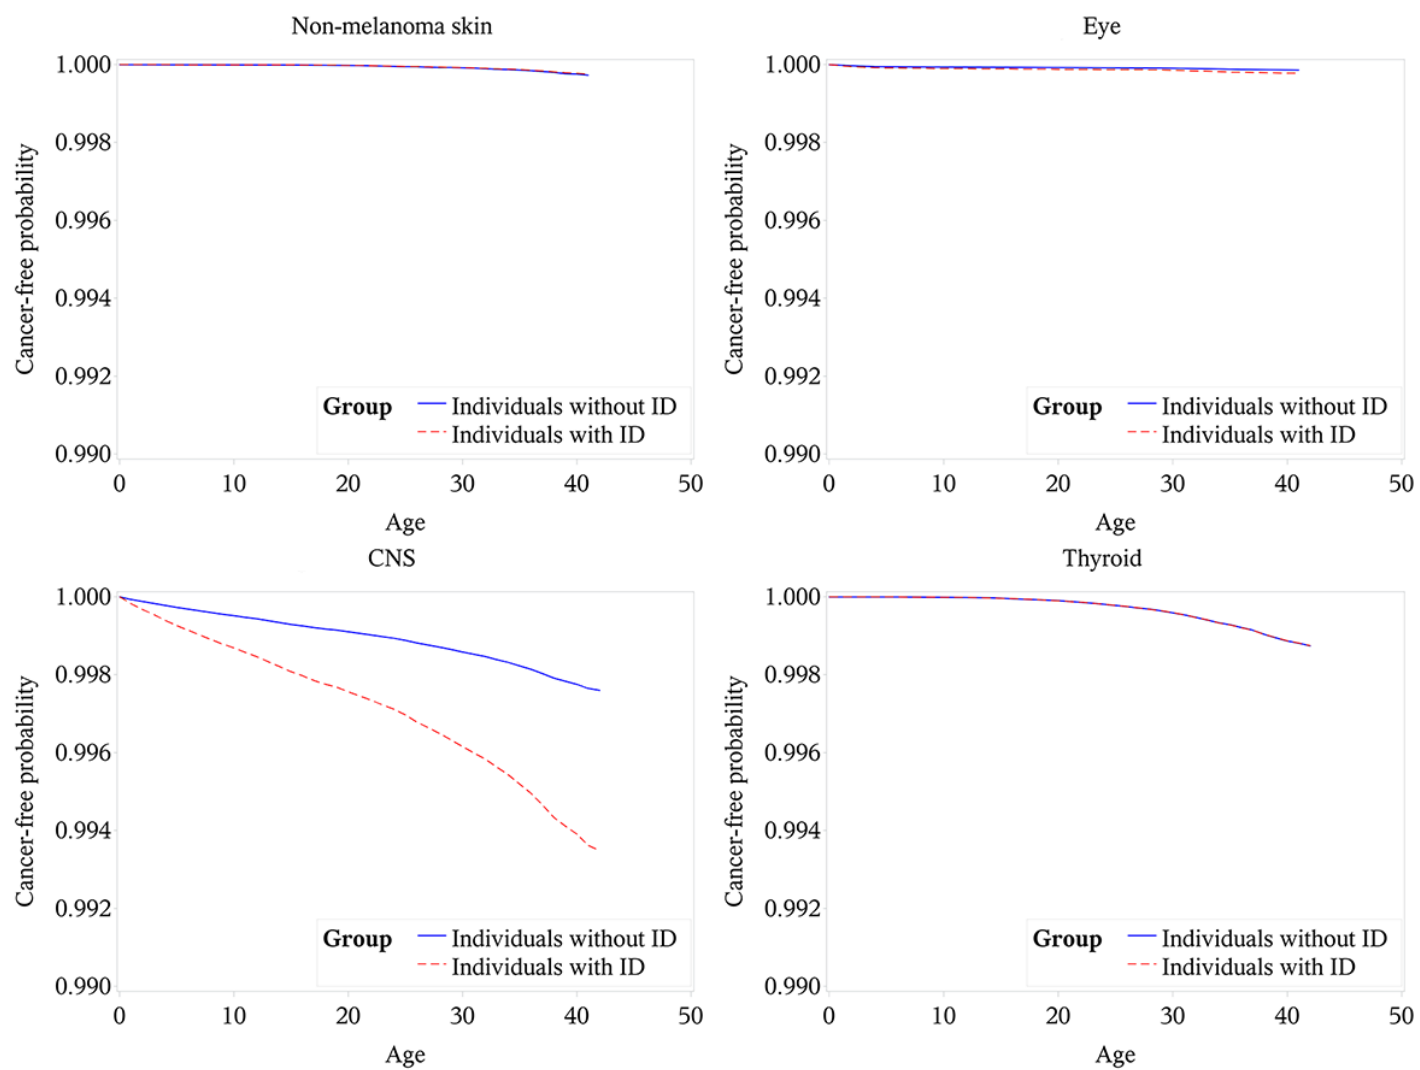 Non-melanoma skin
Cancer-free probability
1.000
0.998
0.996
0.994
0.992
0.990
Group
Individuals without ID
Individuals with ID
0 10 20 30 40 50
Age
Eye
Cancer-free probability
1.000
0.998
0.996
0.994
0.992
0.990
Group
Individuals without ID
Individuals with ID
0 10 20 30 40 50
Age
CNS
Cancer-free probability
1.000
0.998
0.996
0.994
0.992
0.990
Group
Individuals without ID
Individuals with ID
0 10 20 30 40 50
Age
Thyroid
Cancer-free probability
1.000
0.998
0.996
0.994
0.992
0.990
Group
Individuals without ID
Individuals with ID
0 10 20 30 40 50
Age